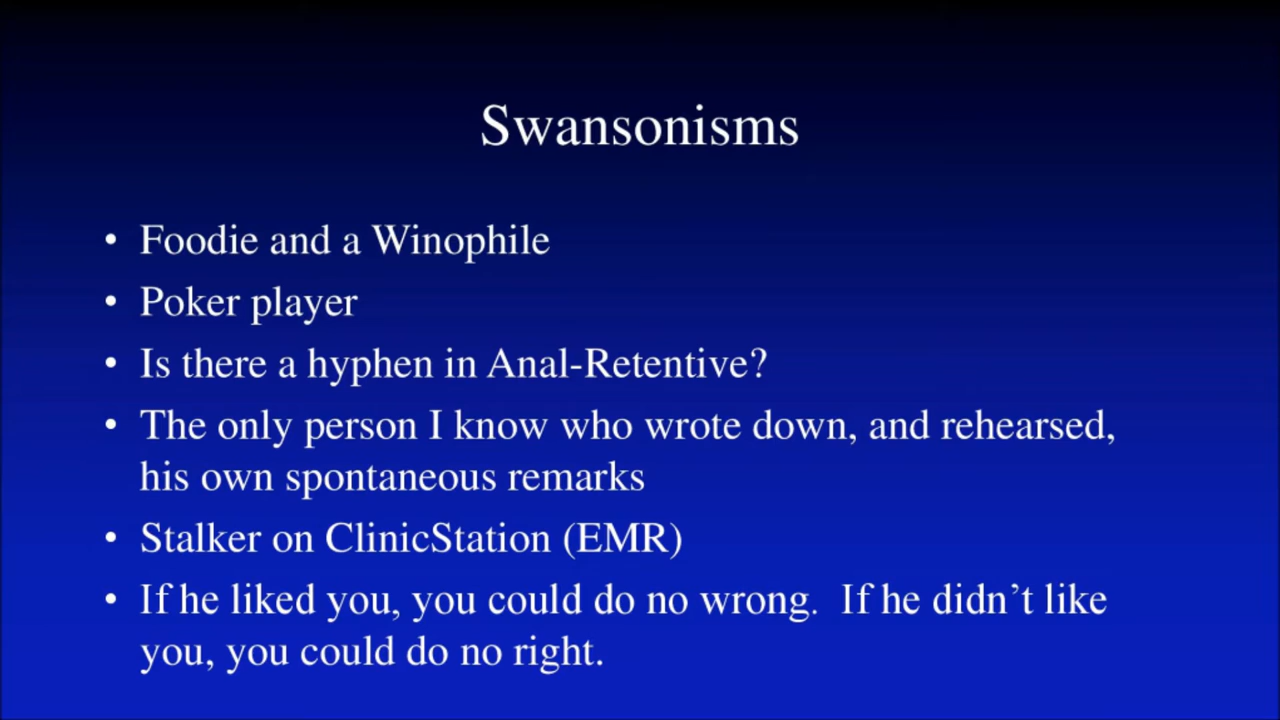 Swansonisms
• Foodie and a Winophile
• Poker player
• Is there a hyphen in Anal-Retentive?
• The only person I know who wrote down, and rehearsed,
his own spontaneous remarks
• Stalker on ClinicStation (EMR)
• If he liked you, you could do no wrong.  If he didn’t like
you, you could do no right.